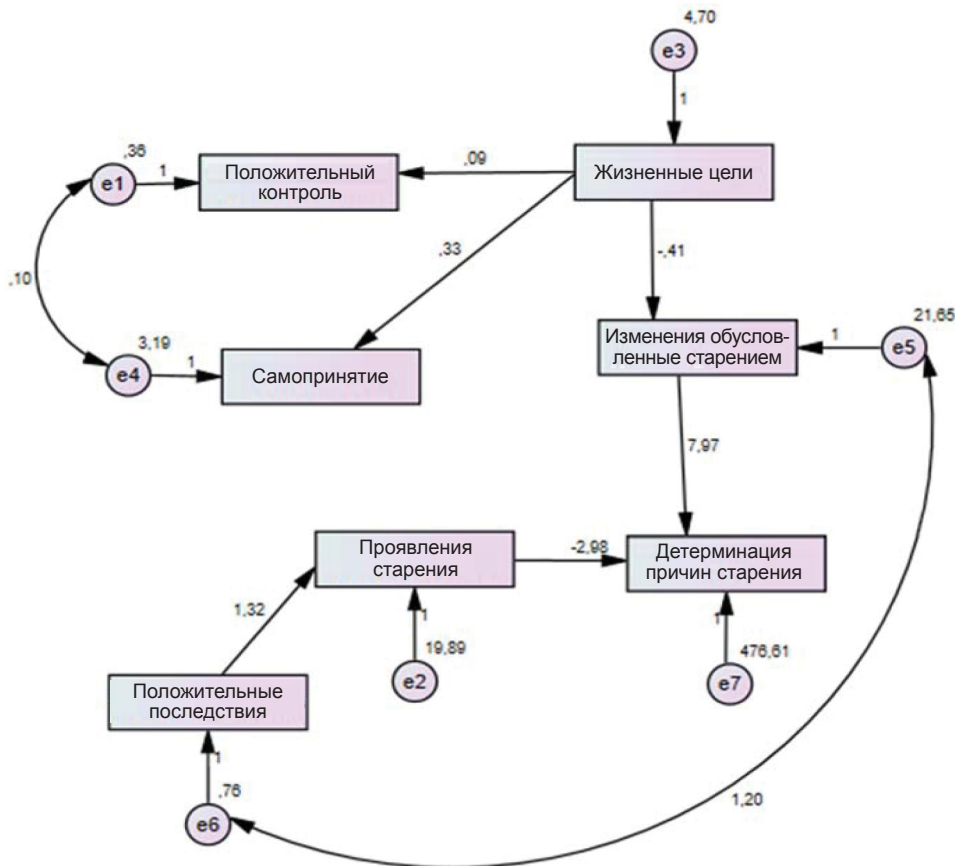 4,70
e3
1
,36
e1
1
Положительный
контроль
,09
Жизненные цели
,33
-,41
,10
3,19
e4
1
Самопринятие
Изменения обуслов-
ленные старением
1
21,65
e5
7,97
Проявления
старения
-2,98
Детерминация
причин старения
1,32
1
19,89
e2
1
476,61
e7
Положительные
последствия
1
,76
e6
1,20